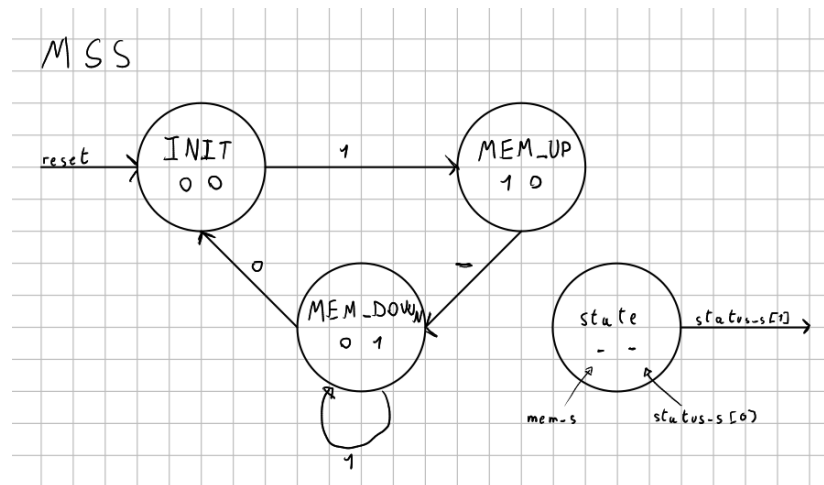 MSS
reset
INIT
0 0
1
MEM_UP
1 0
0
-
MEM_DOWN
0 1
1
state
- -
status_s[1]
mem_s
status_s[0]